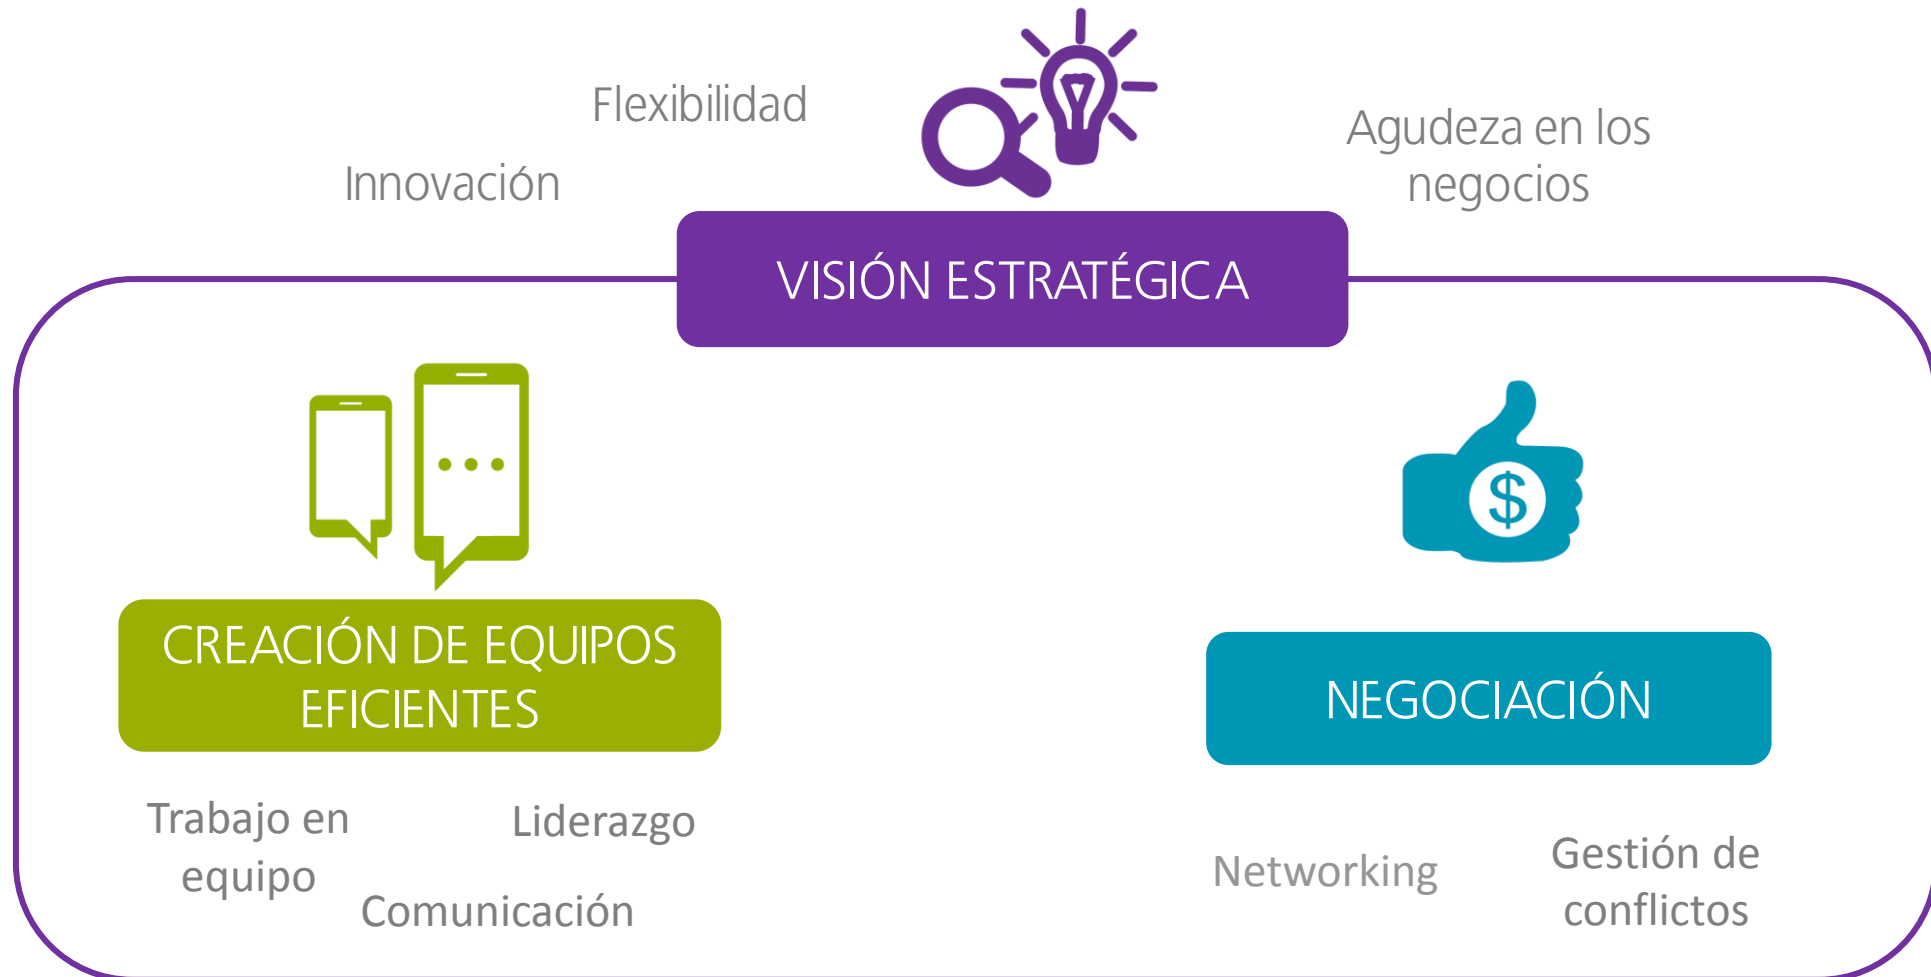 Flexibilidad
Innovación
Agudeza en los
negocios
VISIÓN ESTRATÉGICA
$
CREACIÓN DE EQUIPOS
EFICIENTES
NEGOCIACIÓN
Trabajo en
equipo
Liderazgo
Comunicación
Networking
Gestión de
conflictos